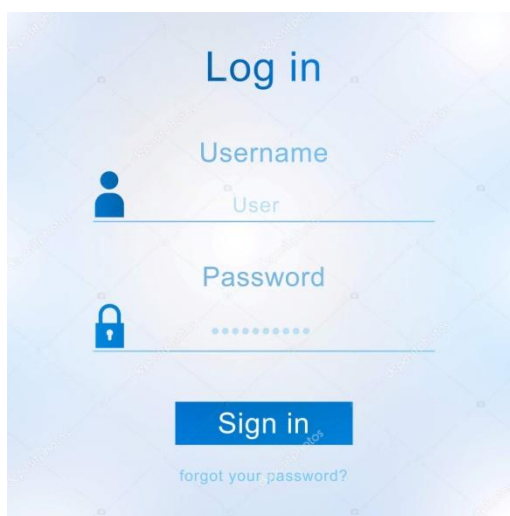 Log in
Username
User
Password
••••••••••
Sign in
forgot your password?